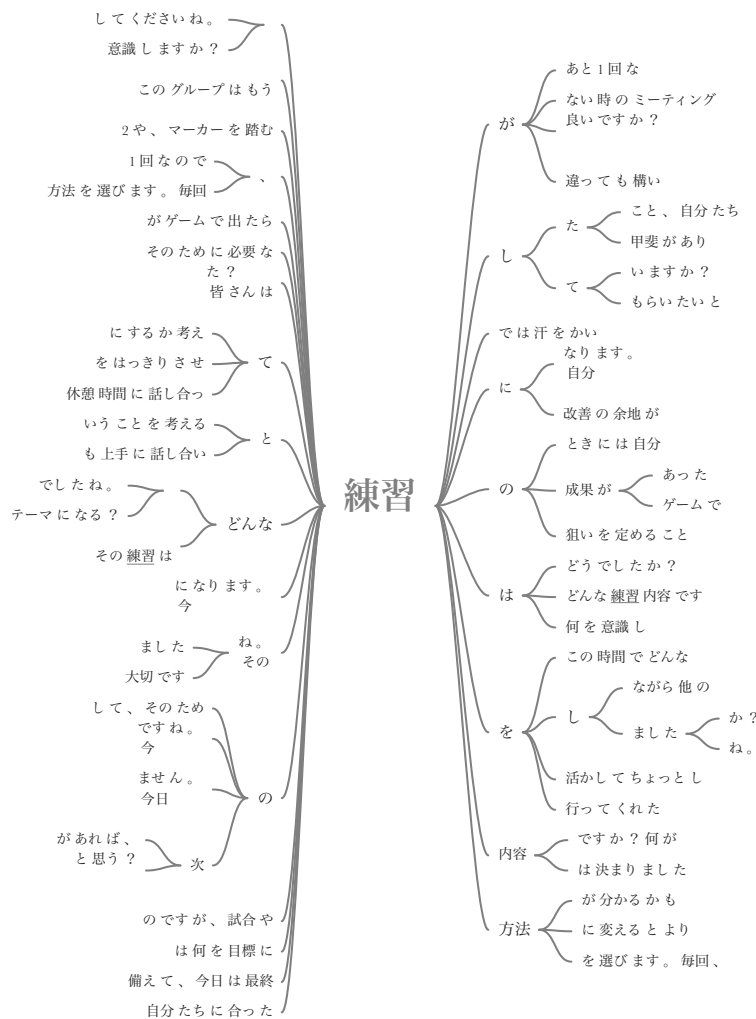 してくださいね。
意識しますか？
このグループはもう
2や、マーカーを踏む
1回なので
、
方法を選びます。毎回
がゲームで出たら
そのために必要な
た？
皆さんは
にするか考え
をはっきりさせ
て
休憩時間に話し合っ
いうことを考える
と
も上手に話し合い
でしたね。
テーマになる？
どんな
その練習は
になります。
今
ました
ね。
その
大切です
して、そのため
ですね。
今
ません。
今日
の
があれば、
と思う？
次
のですが、試合や
は何を目標に
備えて、今日は最終
自分たちに合った
練習
が
あと1回な
ない時のミーティング
良いですか？
違っても構い
し
た
こと、自分たち
甲斐があり
て
いますか？
もらいたいと
では汗をかい
に
なります。
自分
改善の余地が
の
ときには自分
成果が
あった
ゲームで
狙いを定めること
は
どうでしたか？
どんな練習内容です
何を意識し
を
この時間でどんな
し
ながら他の
ました
か？
ね。
活かしてちょっとし
行ってくれた
内容
ですか？何が
は決まりました
方法
が分かるかも
に変えるとより
を選びます。毎回、